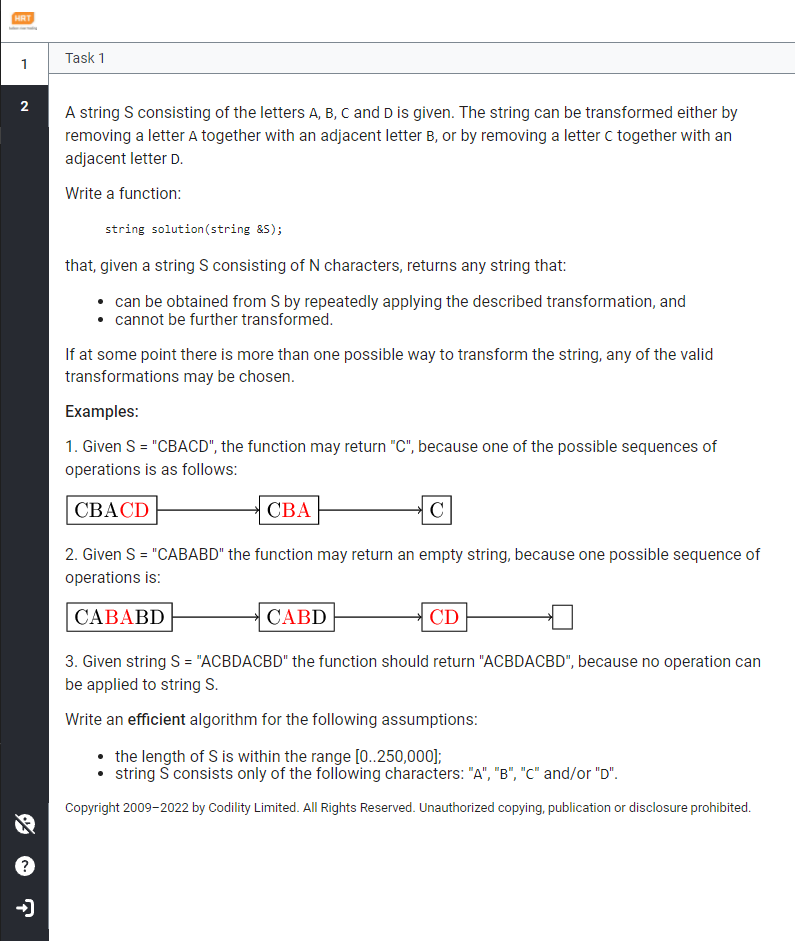 HRT
1
Task 1
2
A string S consisting of the letters A, B, C and D is given. The string can be transformed either by
removing a letter A together with an adjacent letter B, or by removing a letter C together with an
adjacent letter D.
Write a function:
string solution(string &S);
that, given a string S consisting of N characters, returns any string that:
• can be obtained from S by repeatedly applying the described transformation, and
• cannot be further transformed.
If at some point there is more than one possible way to transform the string, any of the valid
transformations may be chosen.
Examples:
1. Given S = "CBACD", the function may return "C", because one of the possible sequences of
operations is as follows:
CBACD CBA C
2. Given S = "CABABD" the function may return an empty string, because one possible sequence of
operations is:
CABABD CABD CD
3. Given string S = "ACBDACBD" the function should return "ACBDACBD", because no operation can
be applied to string S.
Write an efficient algorithm for the following assumptions:
• the length of S is within the range [0..250,000];
• string S consists only of the following characters: "A", "B", "C" and/or "D".
Copyright 2009–2022 by Codility Limited. All Rights Reserved. Unauthorized copying, publication or disclosure prohibited.
?